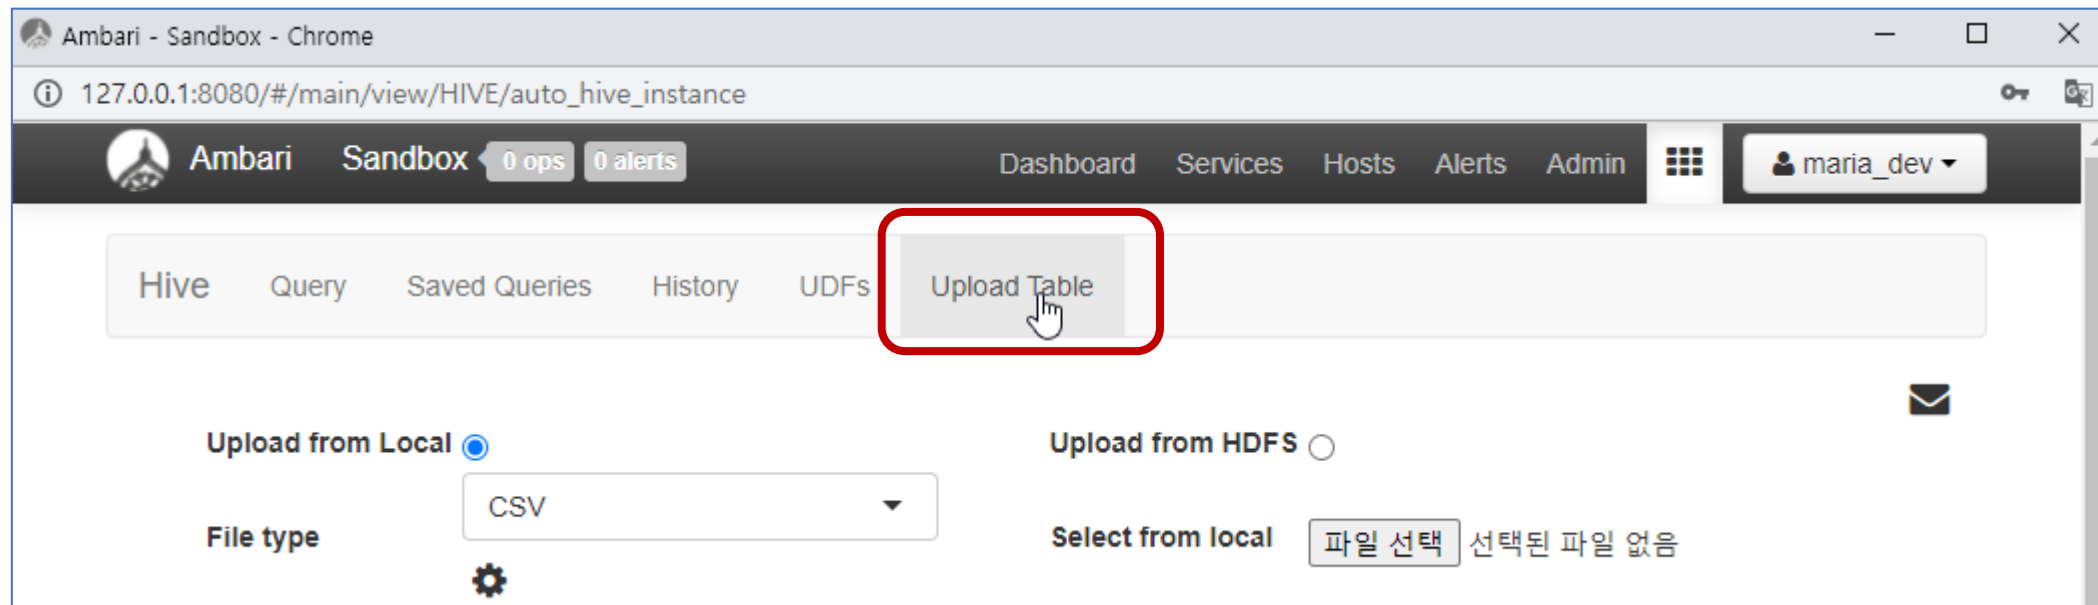 Ambari - Sandbox - Chrome
127.0.0.1:8080/#/main/view/HIVE/auto_hive_instance
Ambari Sandbox 0 ops 0 alerts Dashboard Services Hosts Alerts Admin maria_dev
Hive Query Saved Queries History UDFs Upload Table
Upload from Local Upload from HDFS
CSV
File type Select from local 파일 선택 선택된 파일 없음